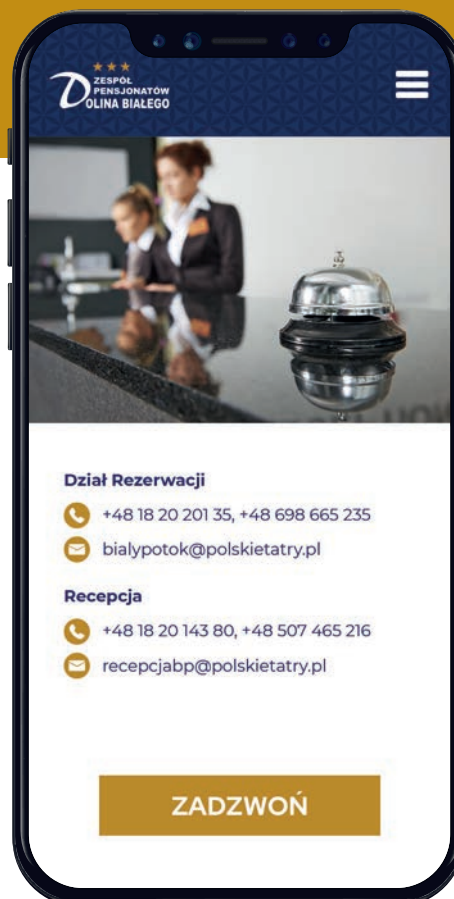 ZESPÓŁ
PENSJONATÓW
DOLINA BIAŁEGO
Dział Rezerwacji
+48 18 20 201 35, +48 698 665 235
bialypotok@polskietatry.pl
Recepcja
+48 18 20 143 80, +48 507 465 216
recepcjabp@polskietatry.pl
ZADZWOŃ